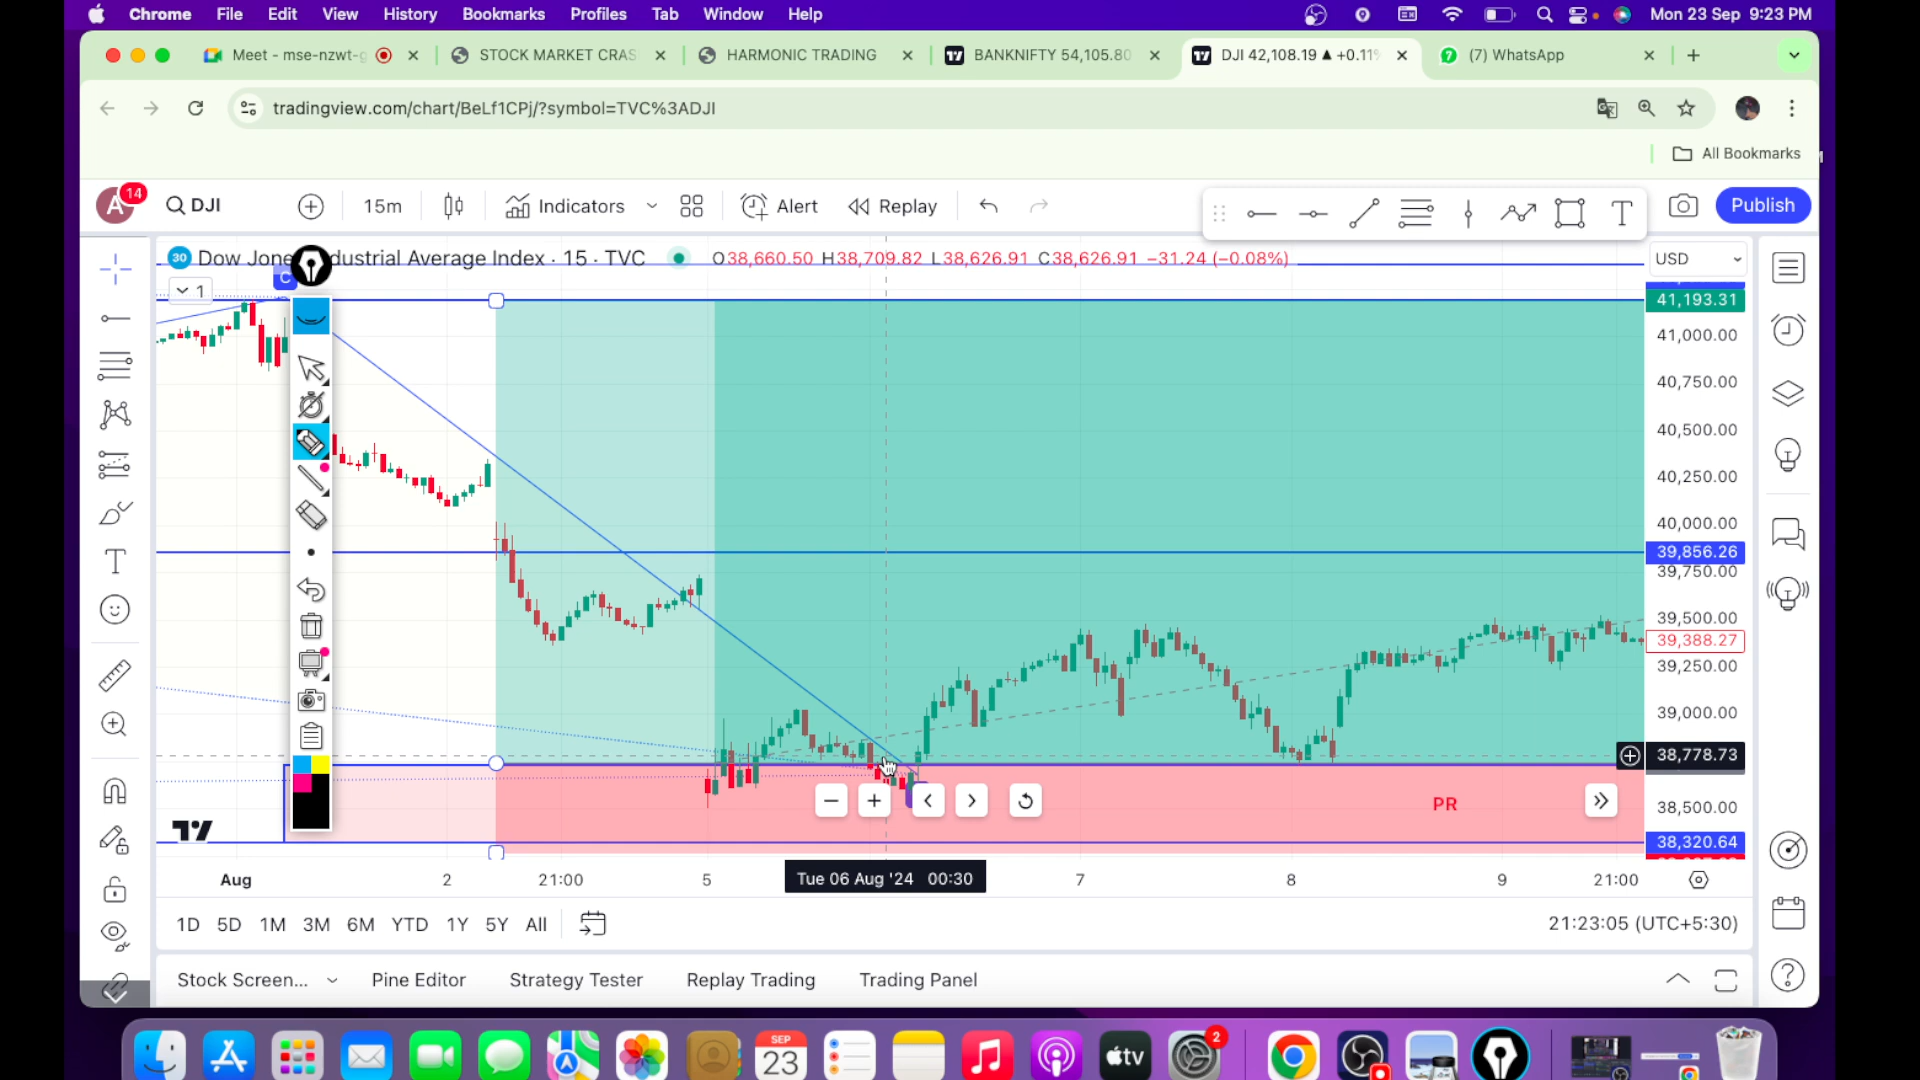 Chrome File Edit View History Bookmarks Profiles Tab Window Help Mon 23 Sep 9:23 PM
Meet - mse-nzwt-g STOCK MARKET CRAS HARMONIC TRADING BANKNIFTY 54,105.80 DJI 42,108.19 ▲ +0.11% (7) WhatsApp
tradingview.com/chart/BeLf1CPj/?symbol=TVC%3ADJI
All Bookmarks
A 14 DJI 15m Indicators Alert Replay T Publish
30 Dow Jone dustrial Average Index · 15 · TVC O38,660.50 H38,709.82 L38,626.91 C38,626.91 −31.24 (−0.08%) USD
C
1
41,193.31
41,000.00
40,750.00
40,500.00
40,250.00
40,000.00
39,856.26
39,750.00
39,500.00
39,388.27
39,250.00
39,000.00
38,778.73
PR
38,500.00
38,320.64
Aug 2 21:00 5 Tue 06 Aug '24 00:30 7 8 9 21:00
1D 5D 1M 3M 6M YTD 1Y 5Y All 21:23:05 (UTC+5:30)
Stock Screen... Pine Editor Strategy Tester Replay Trading Trading Panel
SEP
23
tv
2